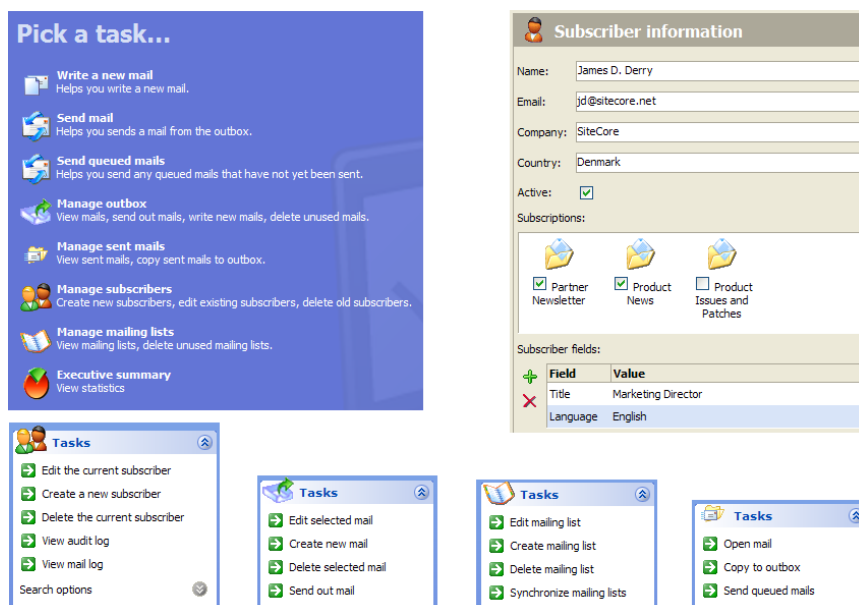 Pick a task...
Write a new mail
Helps you write a new mail.
Send mail
Helps you sends a mail from the outbox.
Send queued mails
Helps you send any queued mails that have not yet been sent.
Manage outbox
View mails, send out mails, write new mails, delete unused mails.
Manage sent mails
View sent mails, copy sent mails to outbox.
Manage subscribers
Create new subscribers, edit existing subscribers, delete old subscribers.
Manage mailing lists
View mailing lists, delete unused mailing lists.
Executive summary
View statistics
Subscriber information
Name: James D. Derry
Email: jd@sitecore.net
Company: SiteCore
Country: Denmark
Active:
Subscriptions:
Partner Newsletter
Product News
Product Issues and Patches
Subscriber fields:
Field Value
Title Marketing Director
Language English
Tasks
Edit the current subscriber
Create a new subscriber
Delete the current subscriber
View audit log
View mail log
Search options
Tasks
Edit selected mail
Create new mail
Delete selected mail
Send out mail
Tasks
Edit mailing list
Create mailing list
Delete mailing list
Synchronize mailing lists
Tasks
Open mail
Copy to outbox
Send queued mails